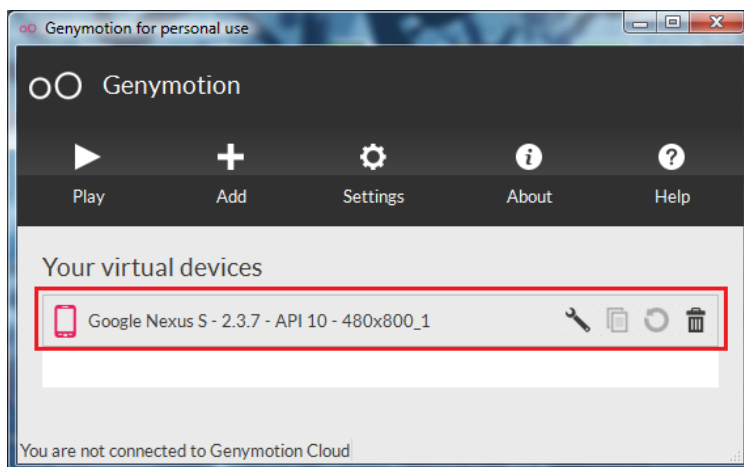 Genymotion for personal use
oO Genymotion
Play Add Settings About Help
Your virtual devices
Google Nexus S - 2.3.7 - API 10 - 480x800_1
You are not connected to Genymotion Cloud